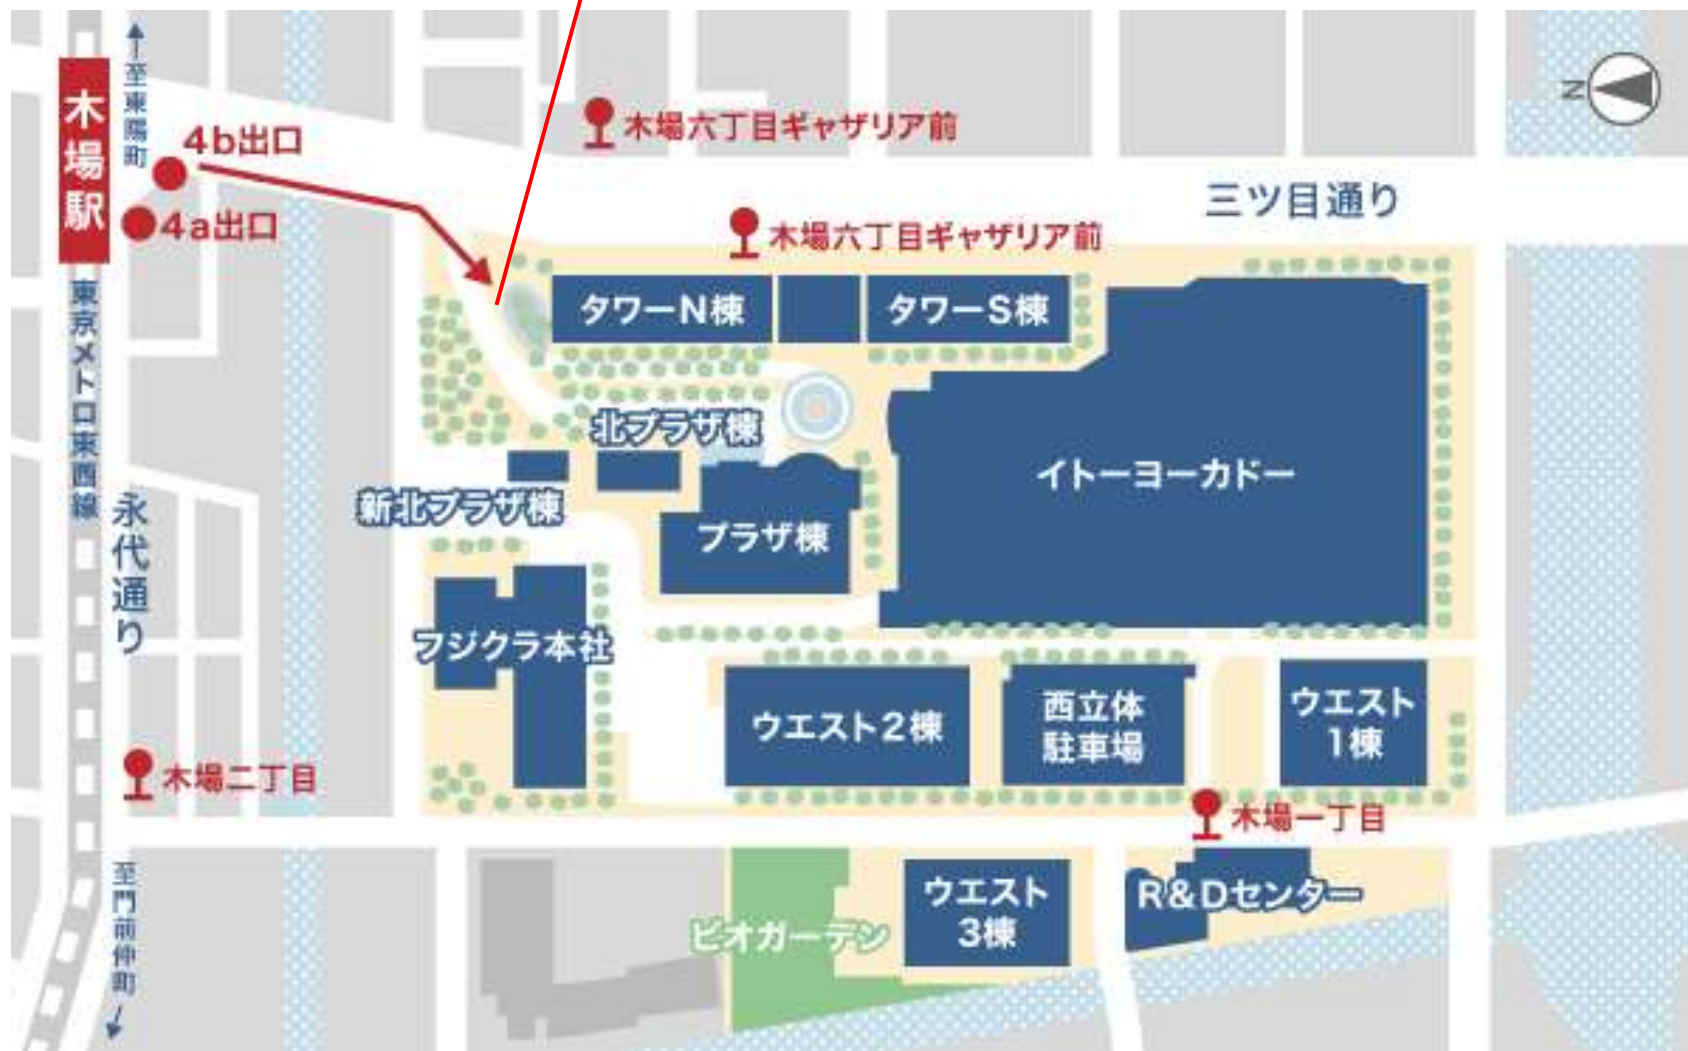 木場駅
↑至東陽町
4b出口
4a出口
木場六丁目ギャザリア前
N
三ツ目通り
木場六丁目ギャザリア前
東京メトロ東西線
タワーN棟
タワーS棟
北プラザ棟
イトーヨーカドー
新北プラザ棟
永代通り
プラザ棟
フジクラ本社
ウエスト2棟
西立体
駐車場
ウエスト
1棟
木場二丁目
木場一丁目
至門前仲町↓
ビオガーデン
ウエスト
3棟
R&Dセンター